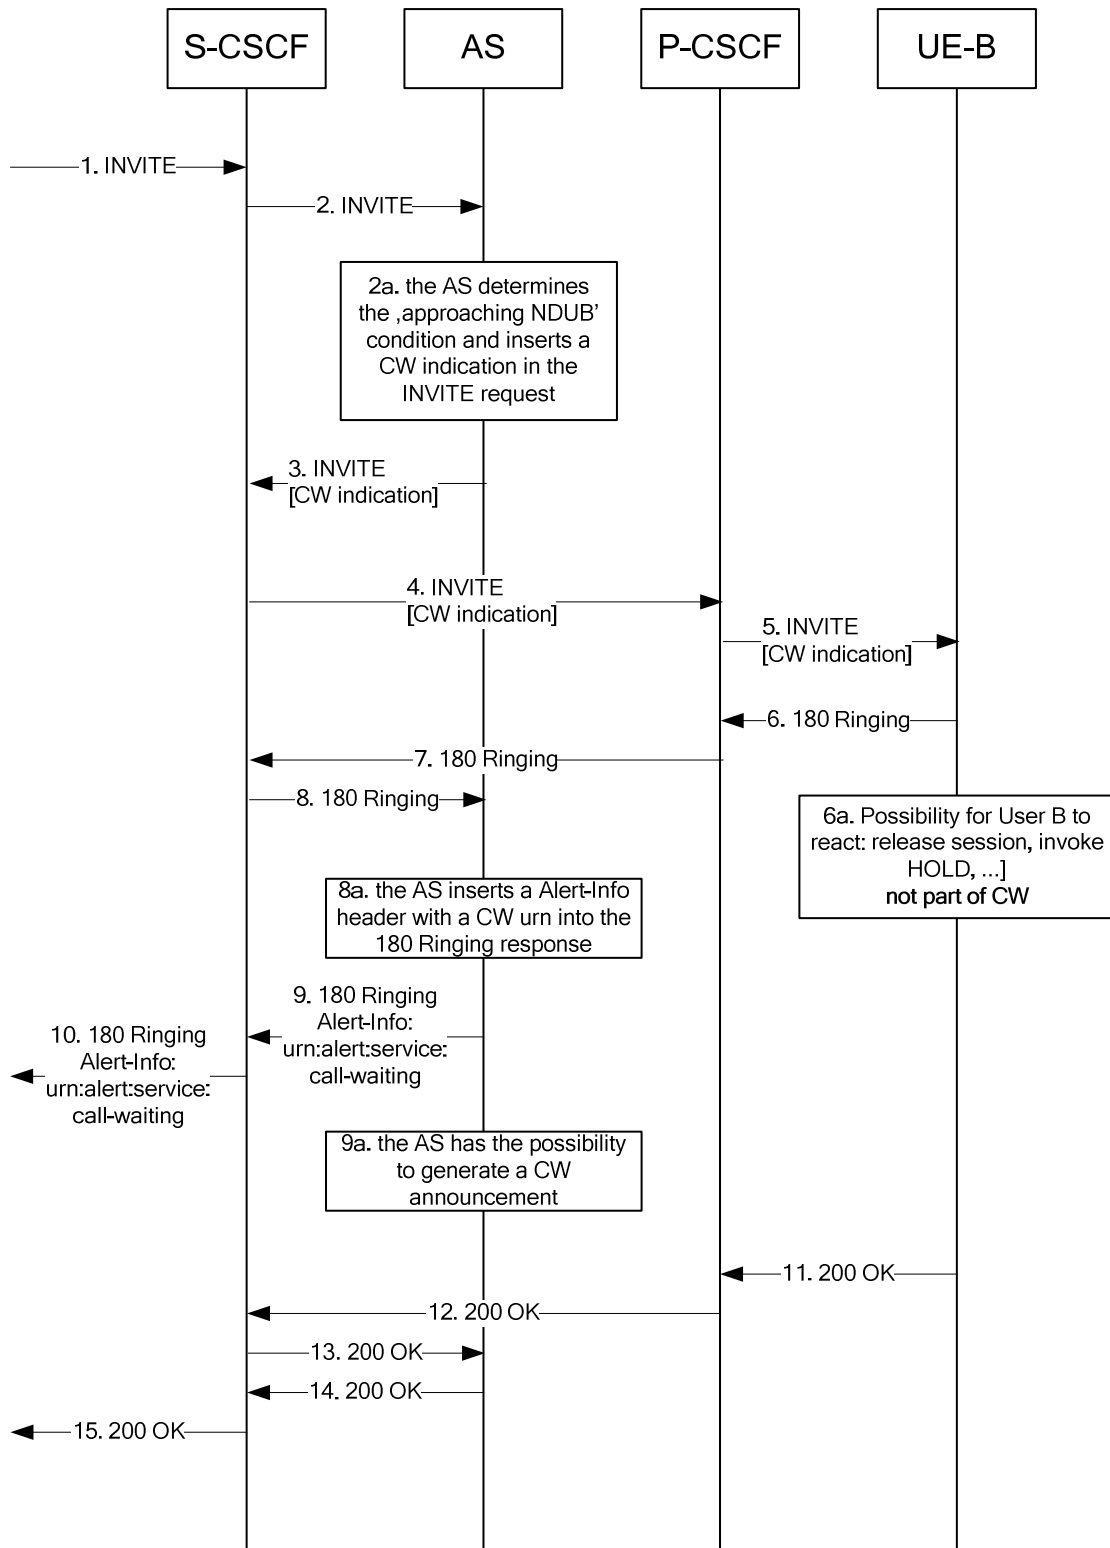 S-CSCF
AS
P-CSCF
UE-B
1. INVITE
2. INVITE
2a. the AS determines
the ‚approaching NDUB’
condition and inserts a
CW indication in the
INVITE request
3. INVITE
[CW indication]
4. INVITE
[CW indication]
5. INVITE
[CW indication]
6. 180 Ringing
7. 180 Ringing
8. 180 Ringing
6a. Possibility for User B to
react: release session, invoke
HOLD, ...]
not part of CW
8a. the AS inserts a Alert-Info
header with a CW urn into the
180 Ringing response
9. 180 Ringing
Alert-Info:
urn:alert:service:
call-waiting
10. 180 Ringing
Alert-Info:
urn:alert:service:
call-waiting
9a. the AS has the possibility
to generate a CW
announcement
11. 200 OK
12. 200 OK
13. 200 OK
14. 200 OK
15. 200 OK